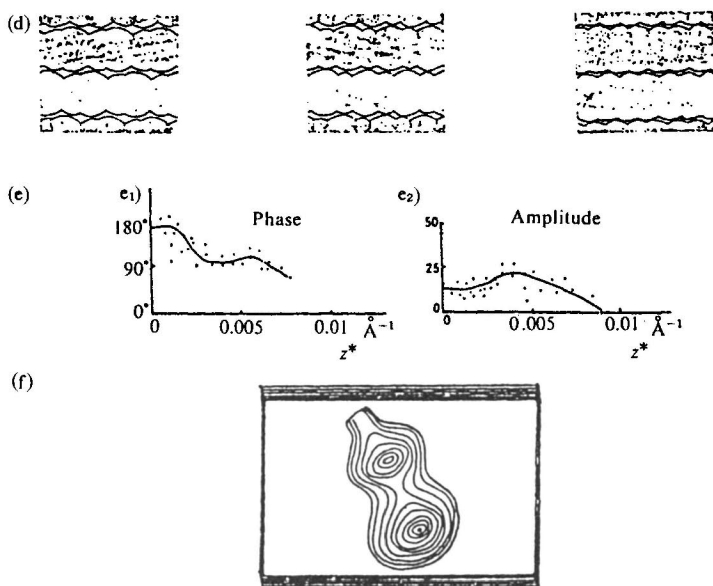 (d)
(e)
e₁)
Phase
180°
90°
0°
0 0.005 0.01 Å⁻¹
z*
e₂)
Amplitude
50
25
0
0 0.005 0.01 Å⁻¹
z*
(f)